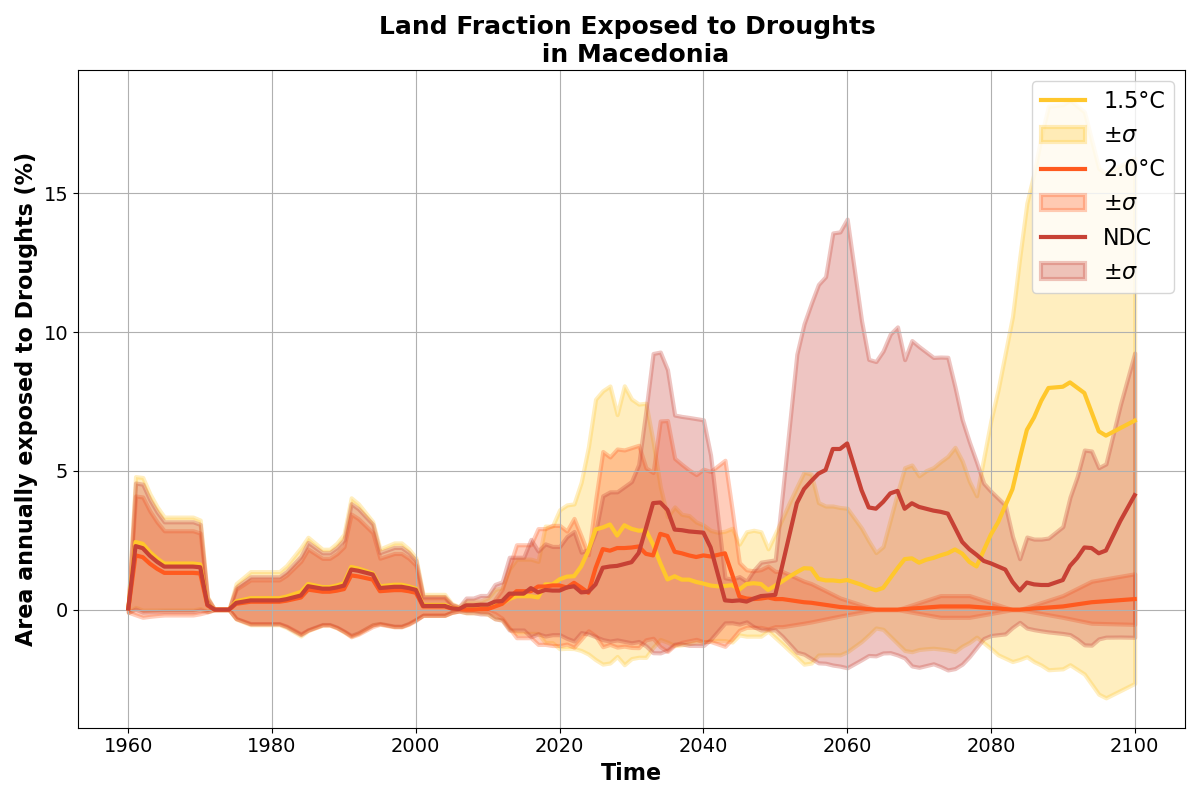 Land Fraction Exposed to Droughts
in Macedonia
Area annually exposed to Droughts (%)
15
10
5
0
1960
1980
2000
2020
2040
2060
2080
2100
Time
1.5°C
±σ
2.0°C
±σ
NDC
±σ